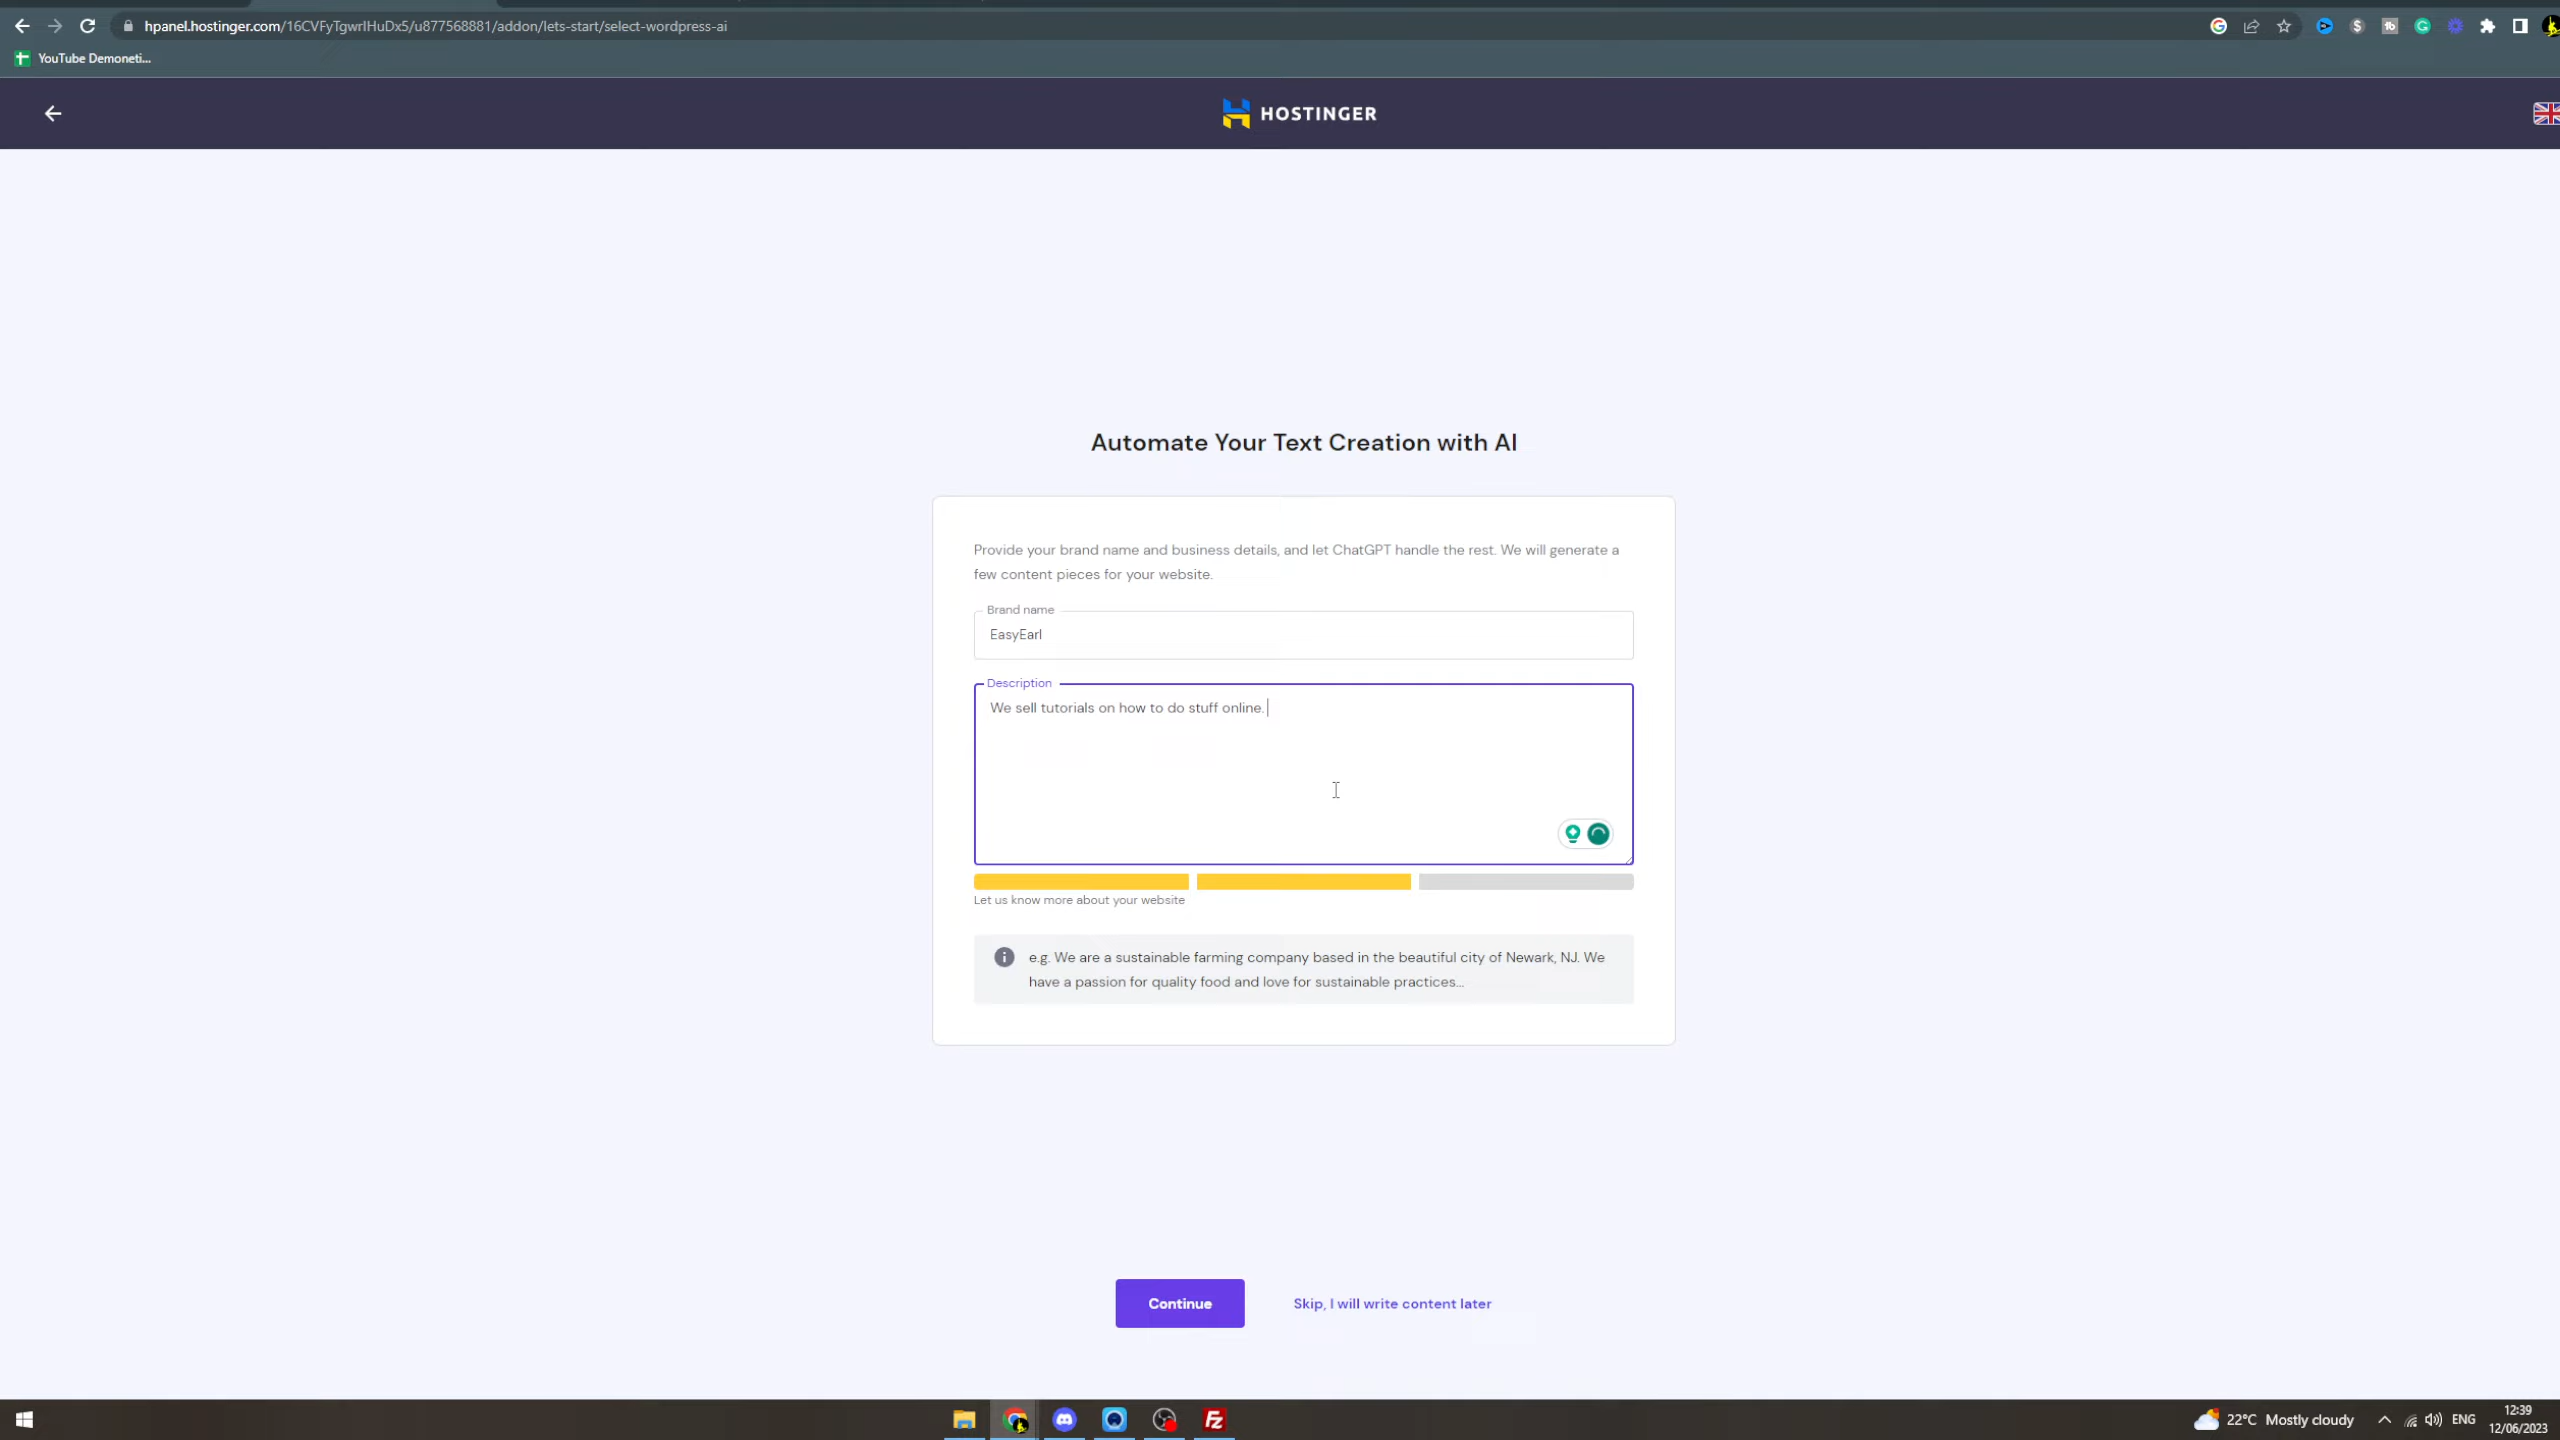 hpanel.hostinger.com/16CVFyTgwrlHuDx5/u877568881/addon/lets-start/select-wordpress-ai
YouTube Demoneti...
HOSTINGER
Automate Your Text Creation with AI
Provide your brand name and business details, and let ChatGPT handle the rest. We will generate a
few content pieces for your website.
Brand name
EasyEarl
Description
We sell tutorials on how to do stuff online.
Let us know more about your website
e.g. We are a sustainable farming company based in the beautiful city of Newark, NJ. We
have a passion for quality food and love for sustainable practices...
Continue
Skip, I will write content later
22°C Mostly cloudy
ENG
12:39
12/06/2023